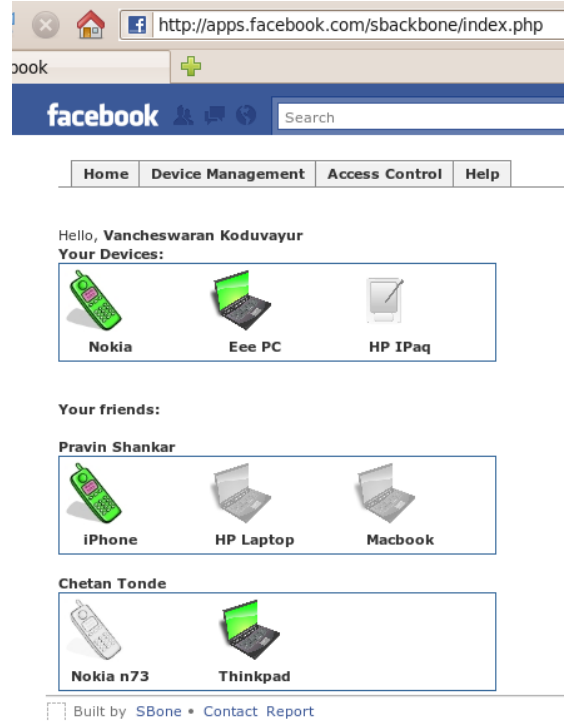 http://apps.facebook.com/sbackbone/index.php
book
facebook Search
Home Device Management Access Control Help
Hello, Vancheswaran Koduvayur
Your Devices:
Nokia Eee PC HP IPaq
Your friends:
Pravin Shankar
iPhone HP Laptop Macbook
Chetan Tonde
Nokia n73 Thinkpad
Built by SBone • Contact Report